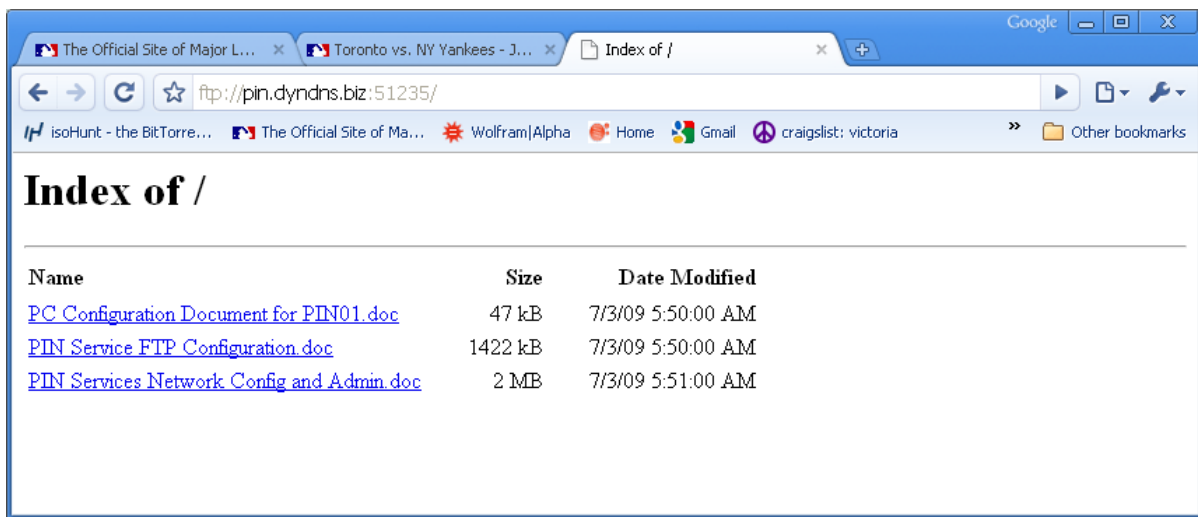 Google
The Official Site of Major L... Toronto vs. NY Yankees - J... Index of /
ftp://pin.dyndns.biz:51235/
isoHunt - the BitTorre... The Official Site of Ma... Wolfram|Alpha Home Gmail craigslist: victoria » Other bookmarks
Index of /
Name Size Date Modified
PC Configuration Document for PIN01.doc 47 kB 7/3/09 5:50:00 AM
PIN Service FTP Configuration.doc 1422 kB 7/3/09 5:50:00 AM
PIN Services Network Config and Admin.doc 2 MB 7/3/09 5:51:00 AM